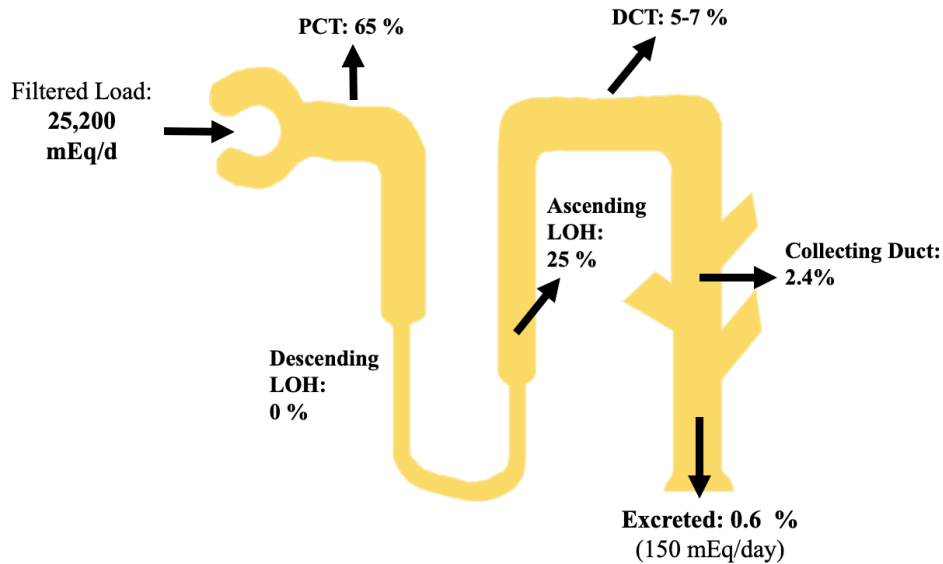 PCT: 65 %
DCT: 5-7 %
Filtered Load:
25,200
mEq/d
Ascending
LOH:
25 %
Collecting Duct:
2.4%
Descending
LOH:
0 %
Excreted: 0.6  %
(150 mEq/day)